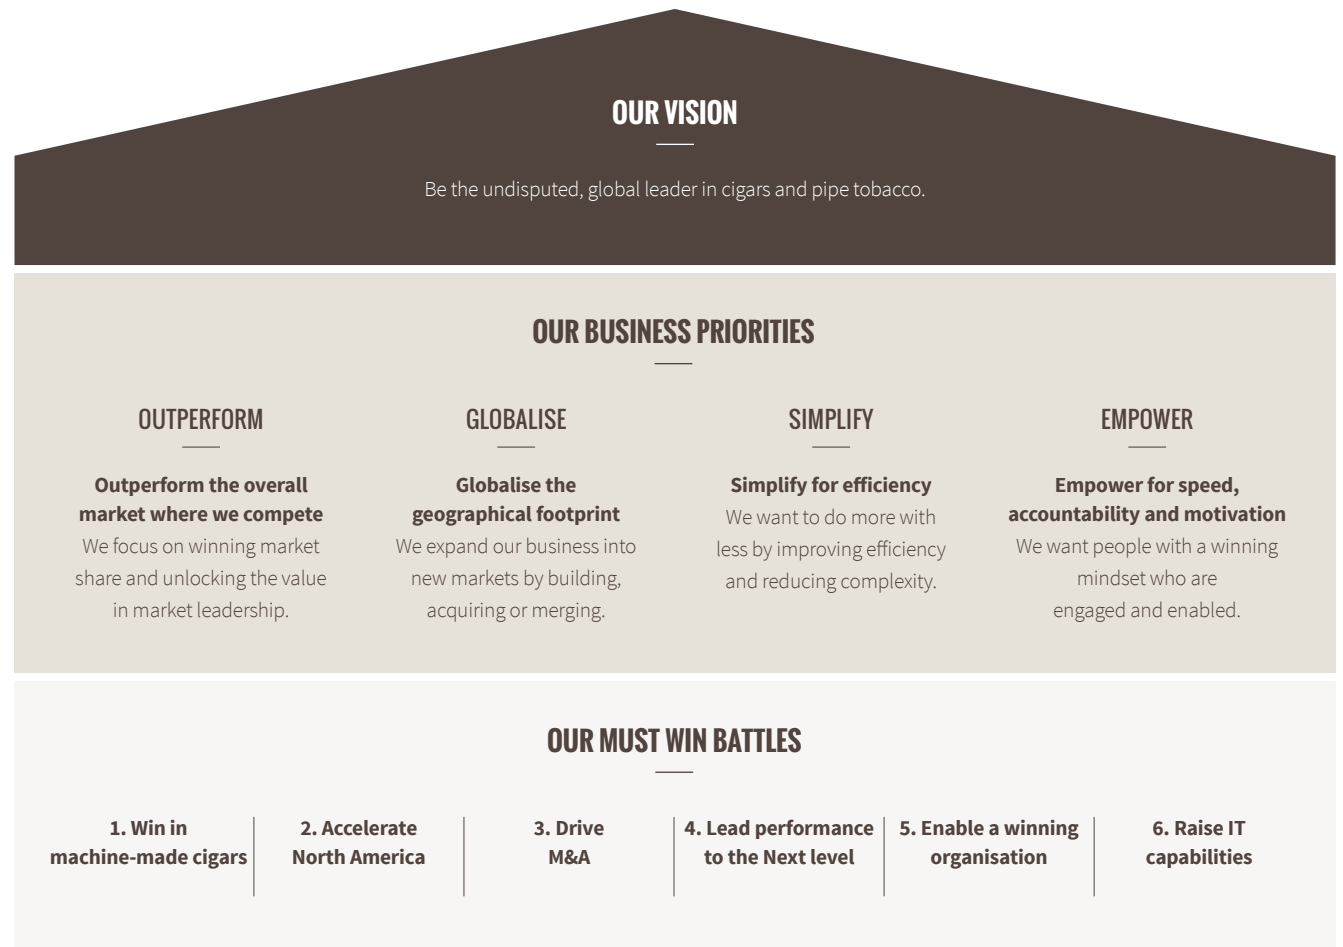 OUR VISION
Be the undisputed, global leader in cigars and pipe tobacco.
OUR BUSINESS PRIORITIES
OUTPERFORM
Outperform the overall
market where we compete
We focus on winning market
share and unlocking the value
in market leadership.
GLOBALISE
Globalise the
geographical footprint
We expand our business into
new markets by building,
acquiring or merging.
SIMPLIFY
Simplify for efficiency
We want to do more with
less by improving efficiency
and reducing complexity.
EMPOWER
Empower for speed,
accountability and motivation
We want people with a winning
mindset who are
engaged and enabled.
OUR MUST WIN BATTLES
1. Win in
machine-made cigars
2. Accelerate
North America
3. Drive
M&A
4. Lead performance
to the Next level
5. Enable a winning
organisation
6. Raise IT
capabilities